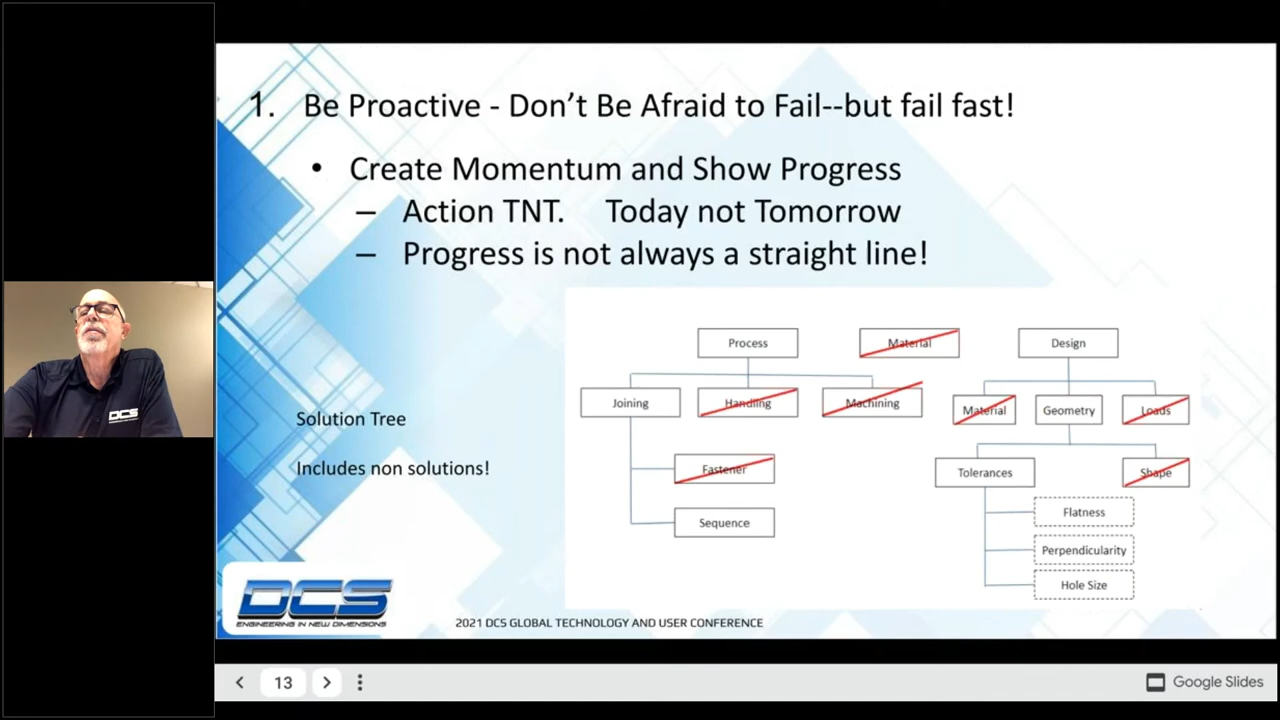 1. Be Proactive - Don't Be Afraid to Fail--but fail fast!
• Create Momentum and Show Progress
– Action TNT. Today not Tomorrow
– Progress is not always a straight line!
Process
Material
Design
Joining
Handling
Machining
Material
Geometry
Loads
Solution Tree
Includes non solutions!
Fastener
Sequence
Tolerances
Shape
Flatness
Perpendicularity
Hole Size
DCS
DCS
ENGINEERING IN NEW DIMENSIONS
2021 DCS GLOBAL TECHNOLOGY AND USER CONFERENCE
13
Google Slides